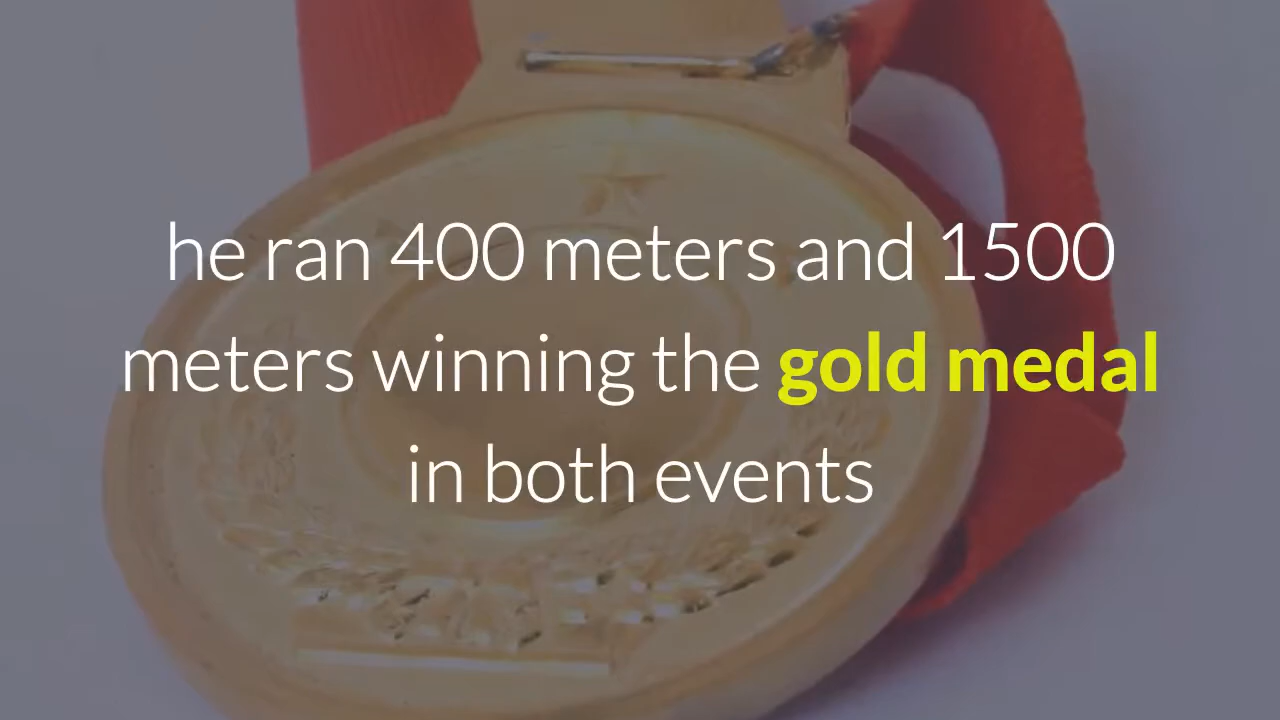 he ran 400 meters and 1500
meters winning the gold medal
in both events